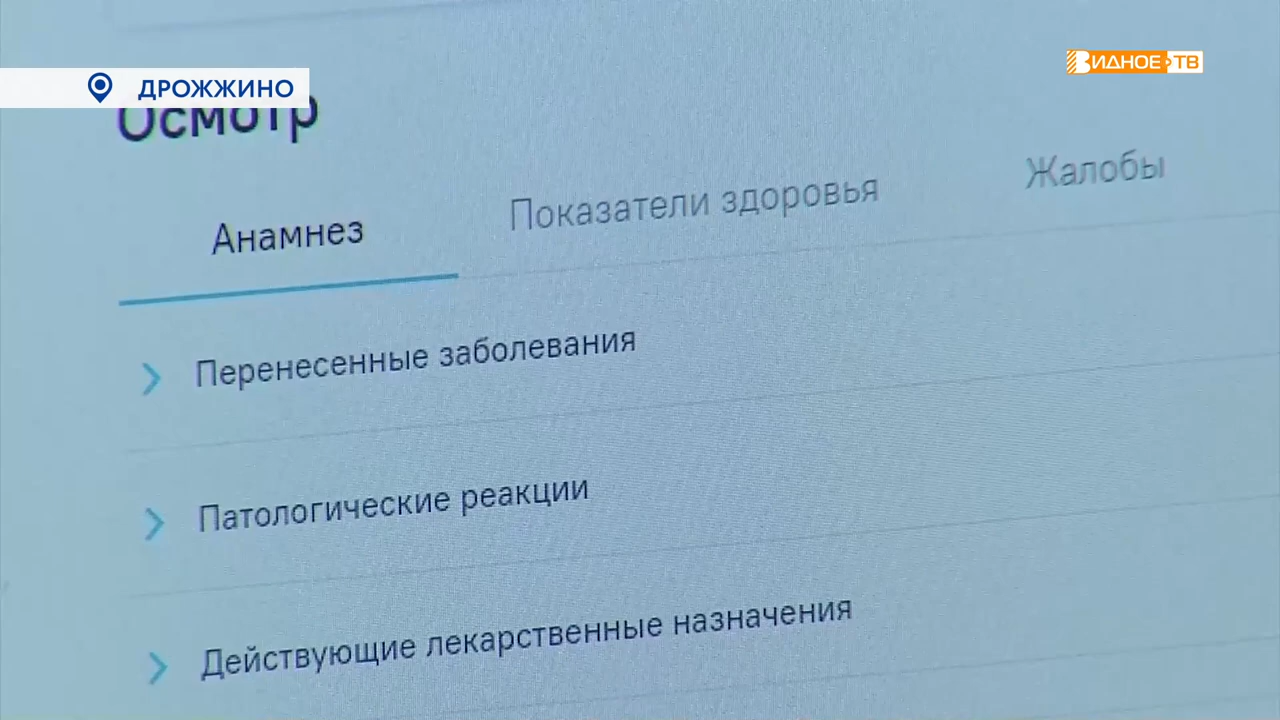 ДРОЖЖИНО
ВИДНОЕ ТВ
Осмотр
Анамнез
Показатели здоровья
Жалобы
Перенесенные заболевания
Патологические реакции
Действующие лекарственные назначения